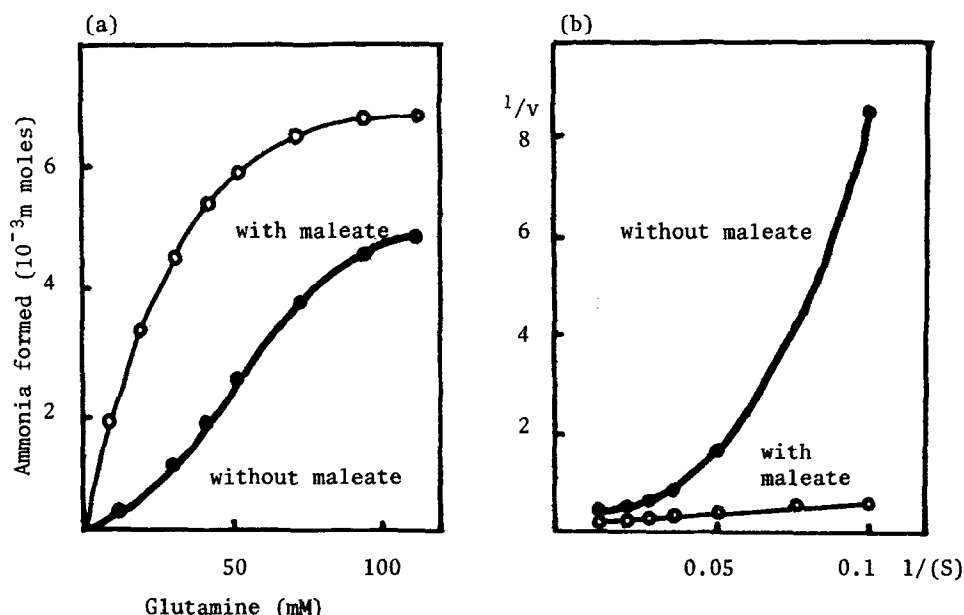 (a)
Ammonia formed (10⁻³m moles)
6
4
2
with maleate
without maleate
50
100
Glutamine (mM)
(b)
1/v
8
6
4
2
without maleate
with
maleate
0.05
0.1
1/(S)